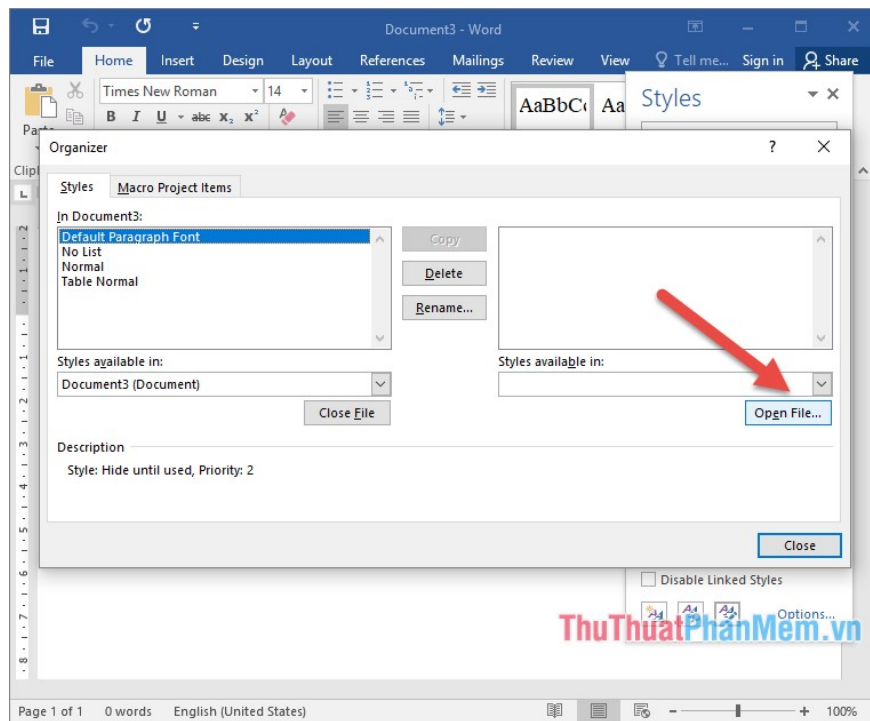 Document3 - Word
File Home Insert Design Layout References Mailings Review View Tell me... Sign in Share
Times New Roman 14
B I U abc X₂ X² AaBbCc Aa
Styles
Organizer ? ×
Styles Macro Project Items
In Document3:
Default Paragraph Font
No List
Normal
Table Normal
Copy
Delete
Rename...
Styles available in: Styles available in:
Document3 (Document)
Close File Open File...
Description
Style: Hide until used, Priority: 2
Close
Disable Linked Styles
Options...
ThuThuatPhanMem.vn
Page 1 of 1 0 words English (United States) 100%